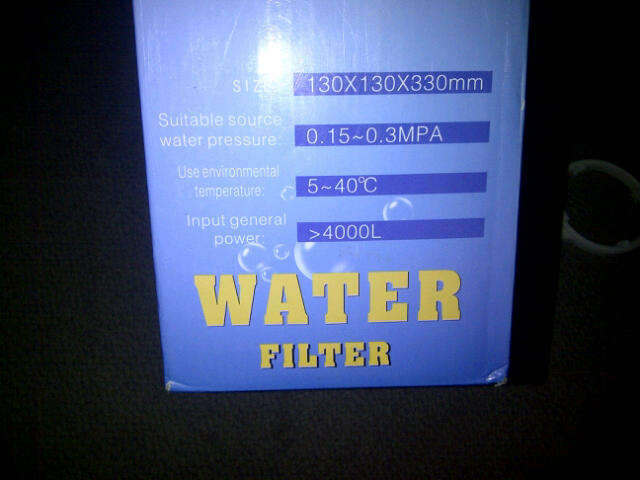 SIZE: 130X130X330mm
Suitable source
water pressure: 0.15~0.3MPA
Use environmental
temperature: 5~40℃
Input general
power: >4000L
WATER
FILTER